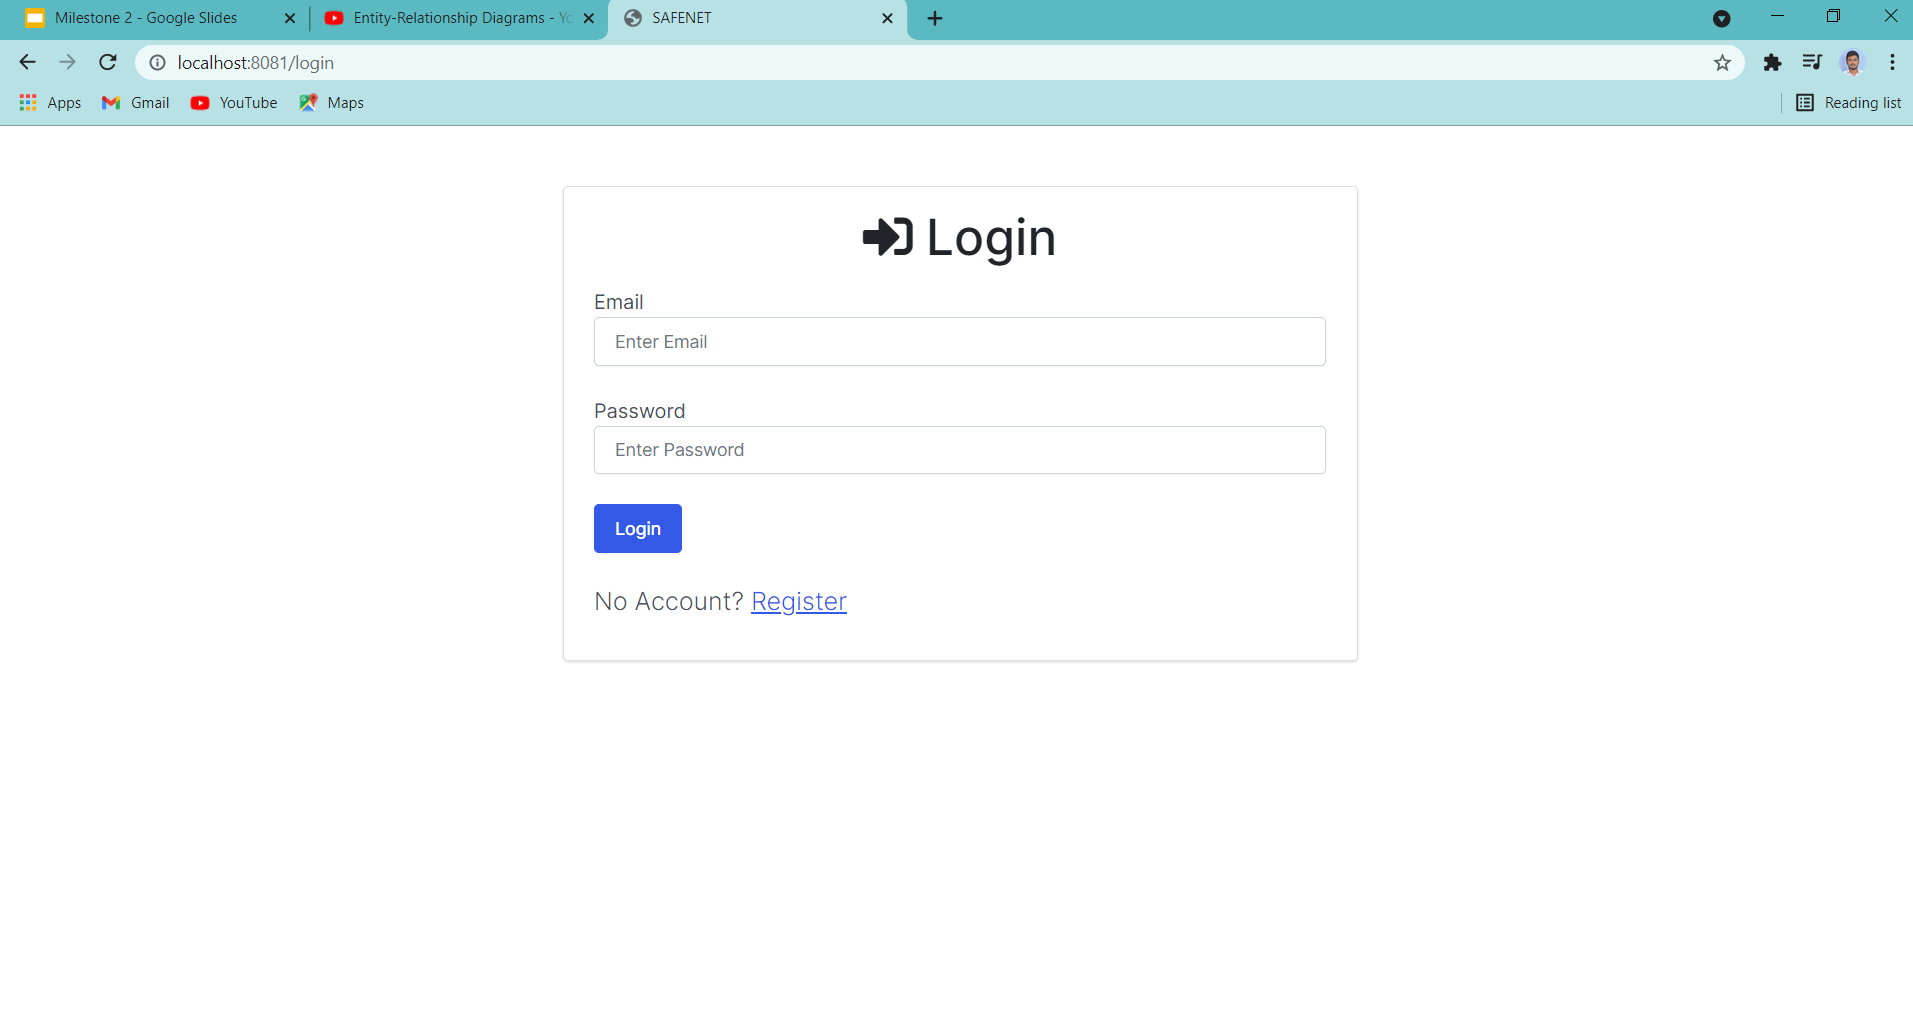 Milestone 2 - Google Slides
Entity-Relationship Diagrams - Yo
SAFENET
localhost:8081/login
Apps Gmail YouTube Maps Reading list
Login
Email
Enter Email
Password
Enter Password
Login
No Account? Register